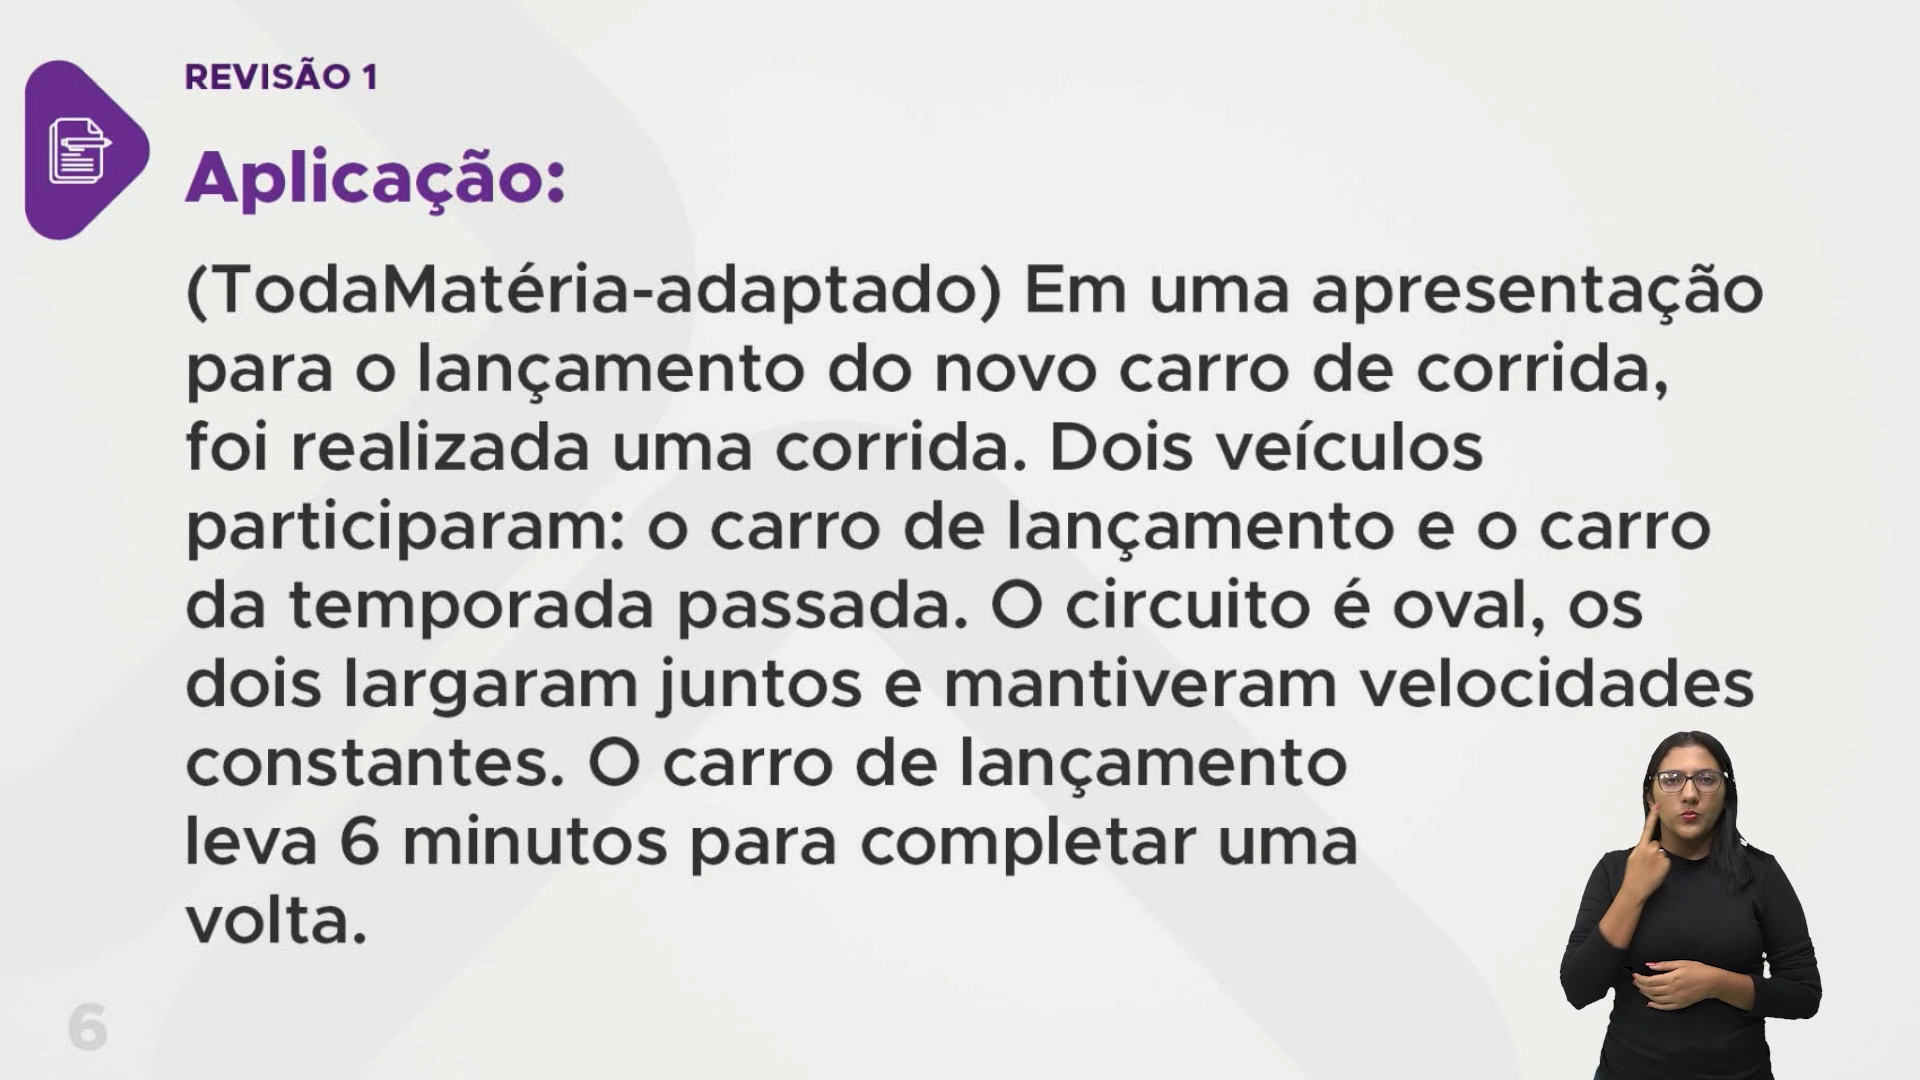 REVISÃO 1
Aplicação:
(TodaMatéria-adaptado) Em uma apresentação
para o lançamento do novo carro de corrida,
foi realizada uma corrida. Dois veículos
participaram: o carro de lançamento e o carro
da temporada passada. O circuito é oval, os
dois largaram juntos e mantiveram velocidades
constantes. O carro de lançamento
leva 6 minutos para completar uma
volta.
6